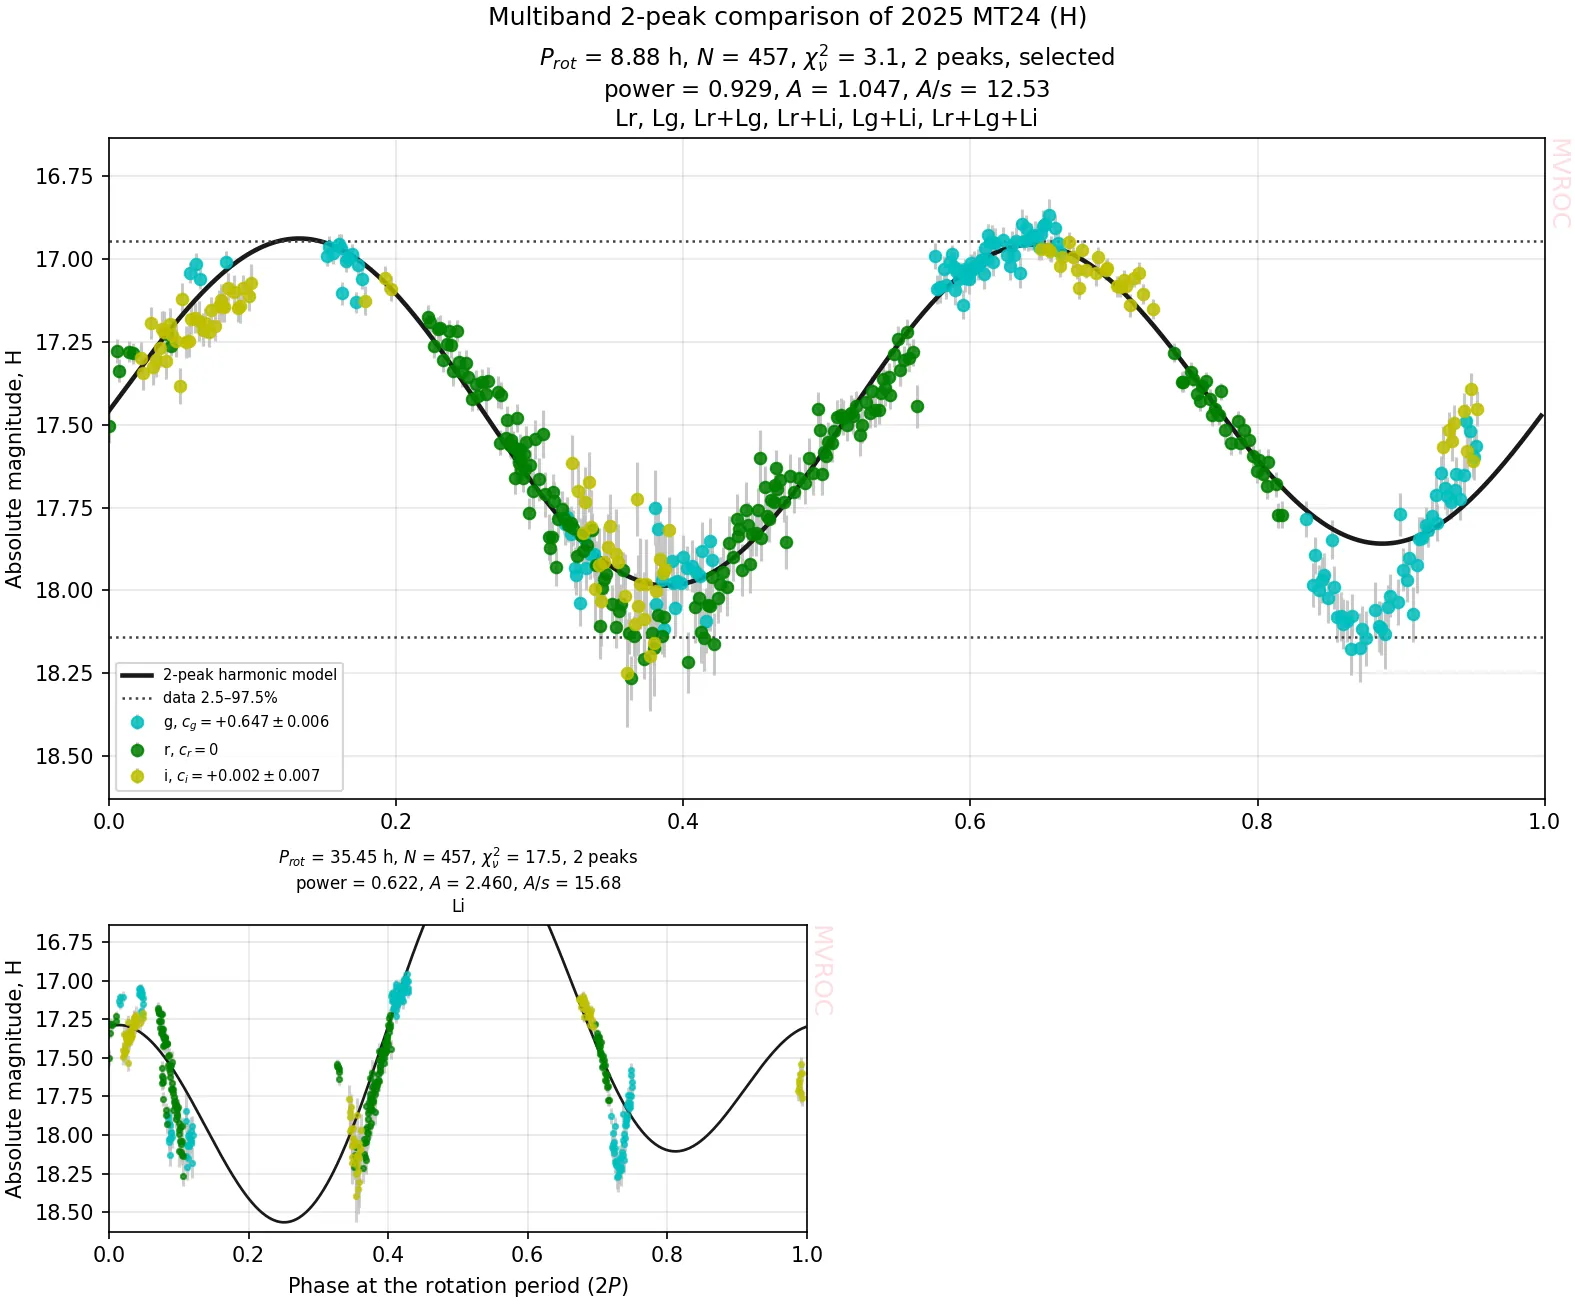 Multiband 2-peak comparison of 2025 MT24 (H)
P_rot = 8.88 h, N = 457, χ²_ν = 3.1, 2 peaks, selected
power = 0.929, A = 1.047, A/s = 12.53
Lr, Lg, Lr+Lg, Lr+Li, Lg+Li, Lr+Lg+Li
MVROC
Absolute magnitude, H
16.75
17.00
17.25
17.50
17.75
18.00
18.25
18.50
2-peak harmonic model
data 2.5–97.5%
g, c_g = +0.647 ± 0.006
r, c_r = 0
i, c_i = +0.002 ± 0.007
0.0 0.2 0.4 0.6 0.8 1.0
P_rot = 35.45 h, N = 457, χ²_ν = 17.5, 2 peaks
power = 0.622, A = 2.460, A/s = 15.68
Li
MVROC
Absolute magnitude, H
16.75
17.00
17.25
17.50
17.75
18.00
18.25
18.50
0.0 0.2 0.4 0.6 0.8 1.0
Phase at the rotation period (2P)